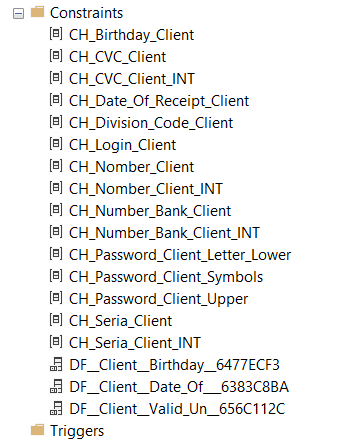 Constraints
CH_Birthday_Client
CH_CVC_Client
CH_CVC_Client_INT
CH_Date_Of_Receipt_Client
CH_Division_Code_Client
CH_Login_Client
CH_Nomber_Client
CH_Nomber_Client_INT
CH_Number_Bank_Client
CH_Number_Bank_Client_INT
CH_Password_Client_Letter_Lower
CH_Password_Client_Symbols
CH_Password_Client_Upper
CH_Seria_Client
CH_Seria_Client_INT
DF__Client__Birthday__6477ECF3
DF__Client__Date_Of___6383C8BA
DF__Client__Valid_Un__656C112C
Triggers